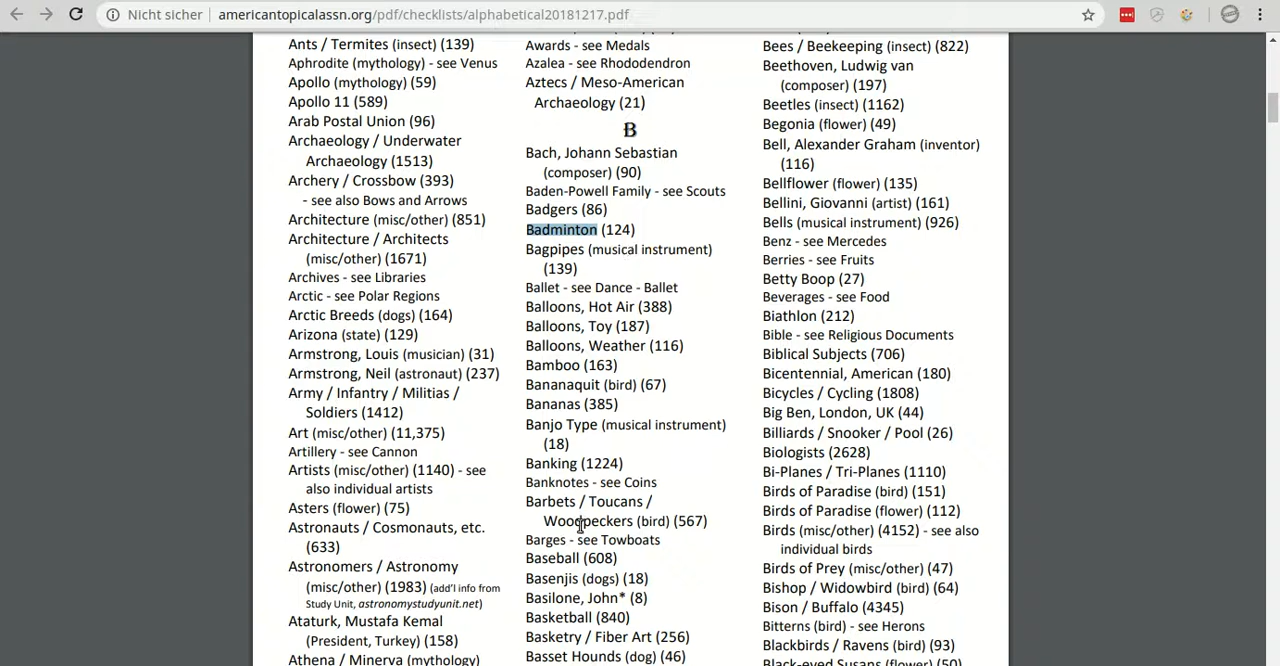 Nicht sicher | americantopicalassn.org/pdf/checklists/alphabetical20181217.pdf
Ants / Termites (insect) (139)
Aphrodite (mythology) - see Venus
Apollo (mythology) (59)
Apollo 11 (589)
Arab Postal Union (96)
Archaeology / Underwater
Archaeology (1513)
Archery / Crossbow (393)
- see also Bows and Arrows
Architecture (misc/other) (851)
Architecture / Architects
(misc/other) (1671)
Archives - see Libraries
Arctic - see Polar Regions
Arctic Breeds (dogs) (164)
Arizona (state) (129)
Armstrong, Louis (musician) (31)
Armstrong, Neil (astronaut) (237)
Army / Infantry / Militias /
Soldiers (1412)
Art (misc/other) (11,375)
Artillery - see Cannon
Artists (misc/other) (1140) - see
also individual artists
Asters (flower) (75)
Astronauts / Cosmonauts, etc.
(633)
Astronomers / Astronomy
(misc/other) (1983) (add'l info from
Study Unit, astronomystudyunit.net)
Ataturk, Mustafa Kemal
(President, Turkey) (158)
Athena / Minerva (mythology)
Awards - see Medals
Azalea - see Rhododendron
Aztecs / Meso-American
Archaeology (21)
B
Bach, Johann Sebastian
(composer) (90)
Baden-Powell Family - see Scouts
Badgers (86)
Badminton (124)
Bagpipes (musical instrument)
(139)
Ballet - see Dance - Ballet
Balloons, Hot Air (388)
Balloons, Toy (187)
Balloons, Weather (116)
Bamboo (163)
Bananaquit (bird) (67)
Bananas (385)
Banjo Type (musical instrument)
(18)
Banking (1224)
Banknotes - see Coins
Barbets / Toucans /
Woodpeckers (bird) (567)
Barges - see Towboats
Baseball (608)
Basenjis (dogs) (18)
Basilone, John* (8)
Basketball (840)
Basketry / Fiber Art (256)
Basset Hounds (dog) (46)
Bees / Beekeeping (insect) (822)
Beethoven, Ludwig van
(composer) (197)
Beetles (insect) (1162)
Begonia (flower) (49)
Bell, Alexander Graham (inventor)
(116)
Bellflower (flower) (135)
Bellini, Giovanni (artist) (161)
Bells (musical instrument) (926)
Benz - see Mercedes
Berries - see Fruits
Betty Boop (27)
Beverages - see Food
Biathlon (212)
Bible - see Religious Documents
Biblical Subjects (706)
Bicentennial, American (180)
Bicycles / Cycling (1808)
Big Ben, London, UK (44)
Billiards / Snooker / Pool (26)
Biologists (2628)
Bi-Planes / Tri-Planes (1110)
Birds of Paradise (bird) (151)
Birds of Paradise (flower) (112)
Birds (misc/other) (4152) - see also
individual birds
Birds of Prey (misc/other) (47)
Bishop / Widowbird (bird) (64)
Bison / Buffalo (4345)
Bitterns (bird) - see Herons
Blackbirds / Ravens (bird) (93)
Black-eyed Susans (flower) (50)